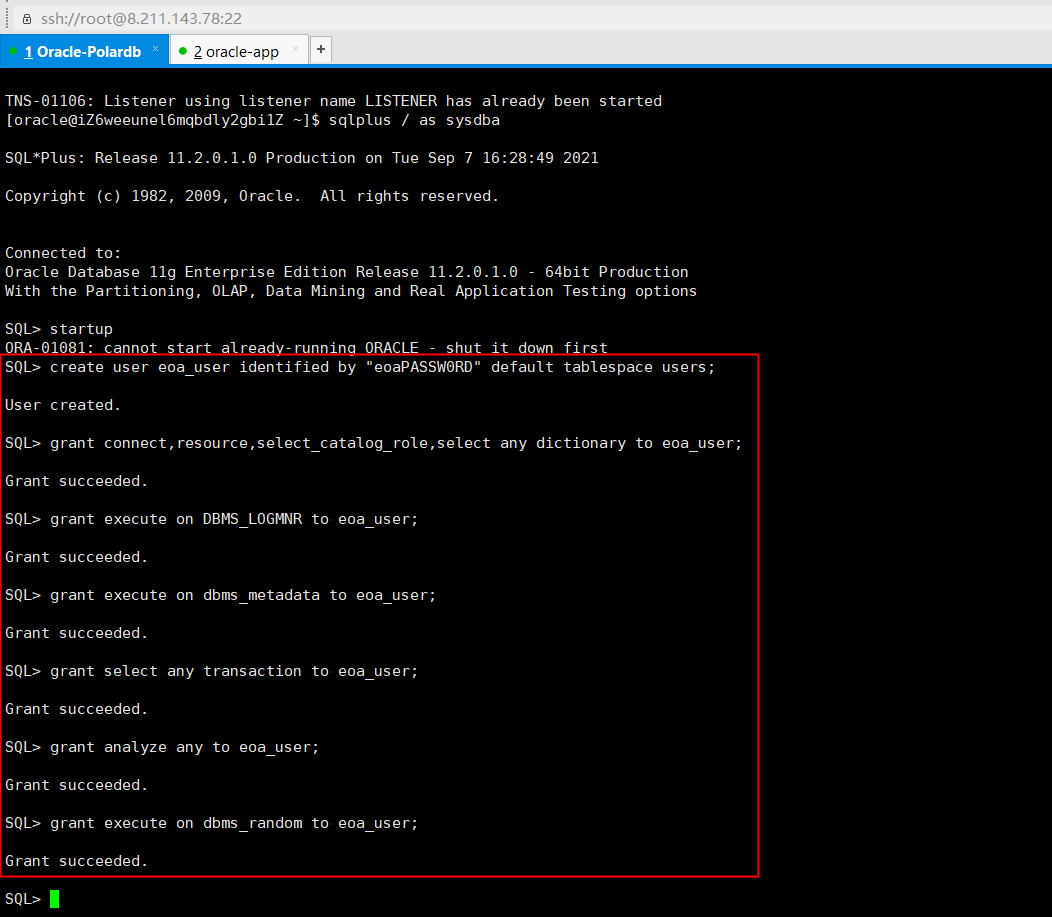 ssh://root@8.211.143.78:22
1 Oracle-Polardb × 2 oracle-app × +
TNS-01106: Listener using listener name LISTENER has already been started
[oracle@iZ6weeunel6mqbdly2gbi1Z ~]$ sqlplus / as sysdba
SQL*Plus: Release 11.2.0.1.0 Production on Tue Sep 7 16:28:49 2021
Copyright (c) 1982, 2009, Oracle.  All rights reserved.
Connected to:
Oracle Database 11g Enterprise Edition Release 11.2.0.1.0 - 64bit Production
With the Partitioning, OLAP, Data Mining and Real Application Testing options
SQL> startup
ORA-01081: cannot start already-running ORACLE - shut it down first
SQL> create user eoa_user identified by "eoaPASSW0RD" default tablespace users;
User created.
SQL> grant connect,resource,select_catalog_role,select any dictionary to eoa_user;
Grant succeeded.
SQL> grant execute on DBMS_LOGMNR to eoa_user;
Grant succeeded.
SQL> grant execute on dbms_metadata to eoa_user;
Grant succeeded.
SQL> grant select any transaction to eoa_user;
Grant succeeded.
SQL> grant analyze any to eoa_user;
Grant succeeded.
SQL> grant execute on dbms_random to eoa_user;
Grant succeeded.
SQL>